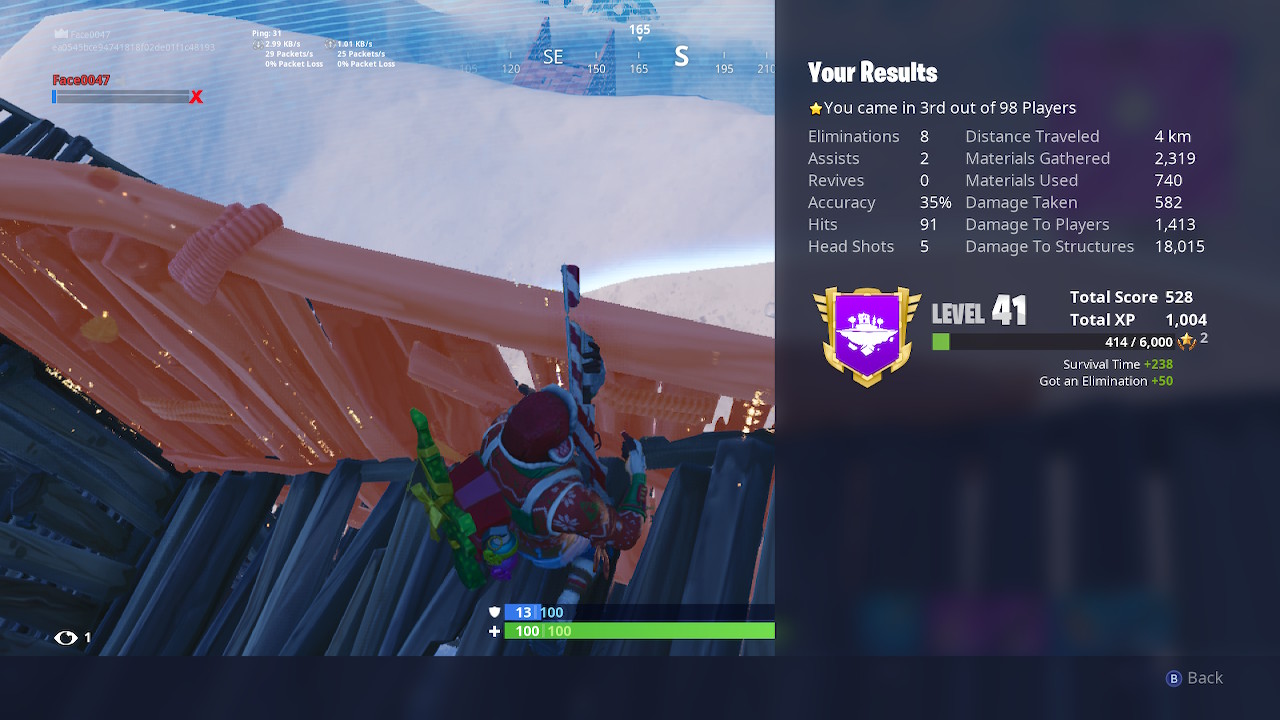 Face0047
Ping: 31
2.99 KB/s 1.01 KB/s
29 Packets/s 25 Packets/s
0% Packet Loss 0% Packet Loss
Face0047
X
165
105 120 SE 150 165 S 195 210
Your Results
You came in 3rd out of 98 Players
Eliminations 8 Distance Traveled 4 km
Assists 2 Materials Gathered 2,319
Revives 0 Materials Used 740
Accuracy 35% Damage Taken 582
Hits 91 Damage To Players 1,413
Head Shots 5 Damage To Structures 18,015
LEVEL 41
Total Score 528
Total XP 1,004
414 / 6,000 2
Survival Time +238
Got an Elimination +50
13 100
100 100
1
B Back